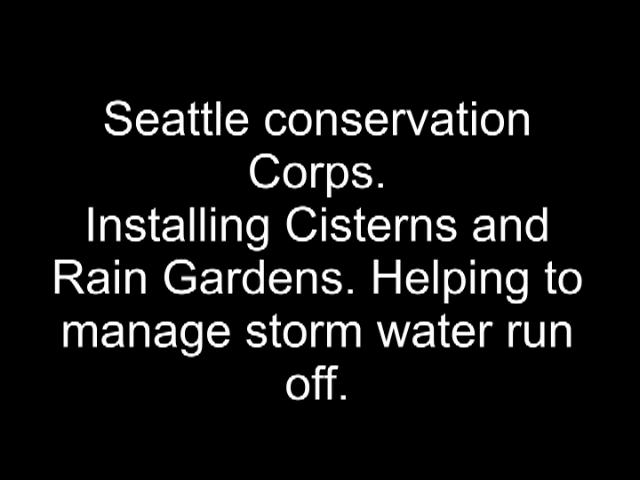 Seattle conservation
Corps.
Installing Cisterns and
Rain Gardens. Helping to
manage storm water run
off.